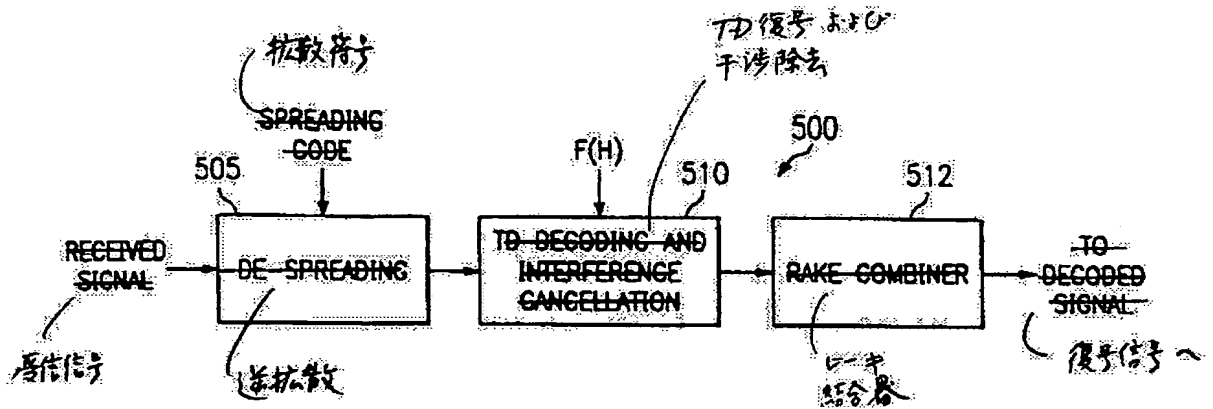 TD復号および
干渉除去
拡散符号
SPREADING
CODE
500
F(H)
505
510
512
RECEIVED
SIGNAL
DE-SPREADING
TD DECODING AND
INTERFERENCE
CANCELLATION
RAKE COMBINER
TO
DECODED
SIGNAL
受信信号
逆拡散
レーキ
結合器
復号信号へ